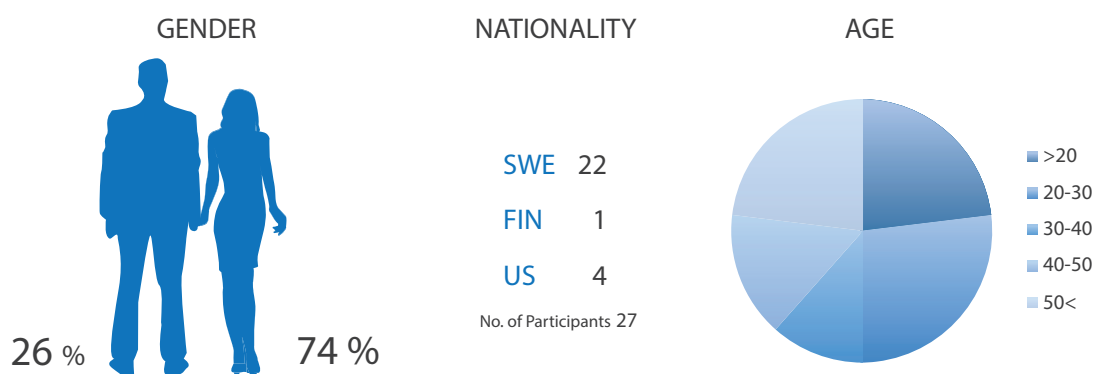 GENDER
26 %
74 %
NATIONALITY
SWE 22
FIN 1
US 4
No. of Participants 27
AGE
>20
20-30
30-40
40-50
50<